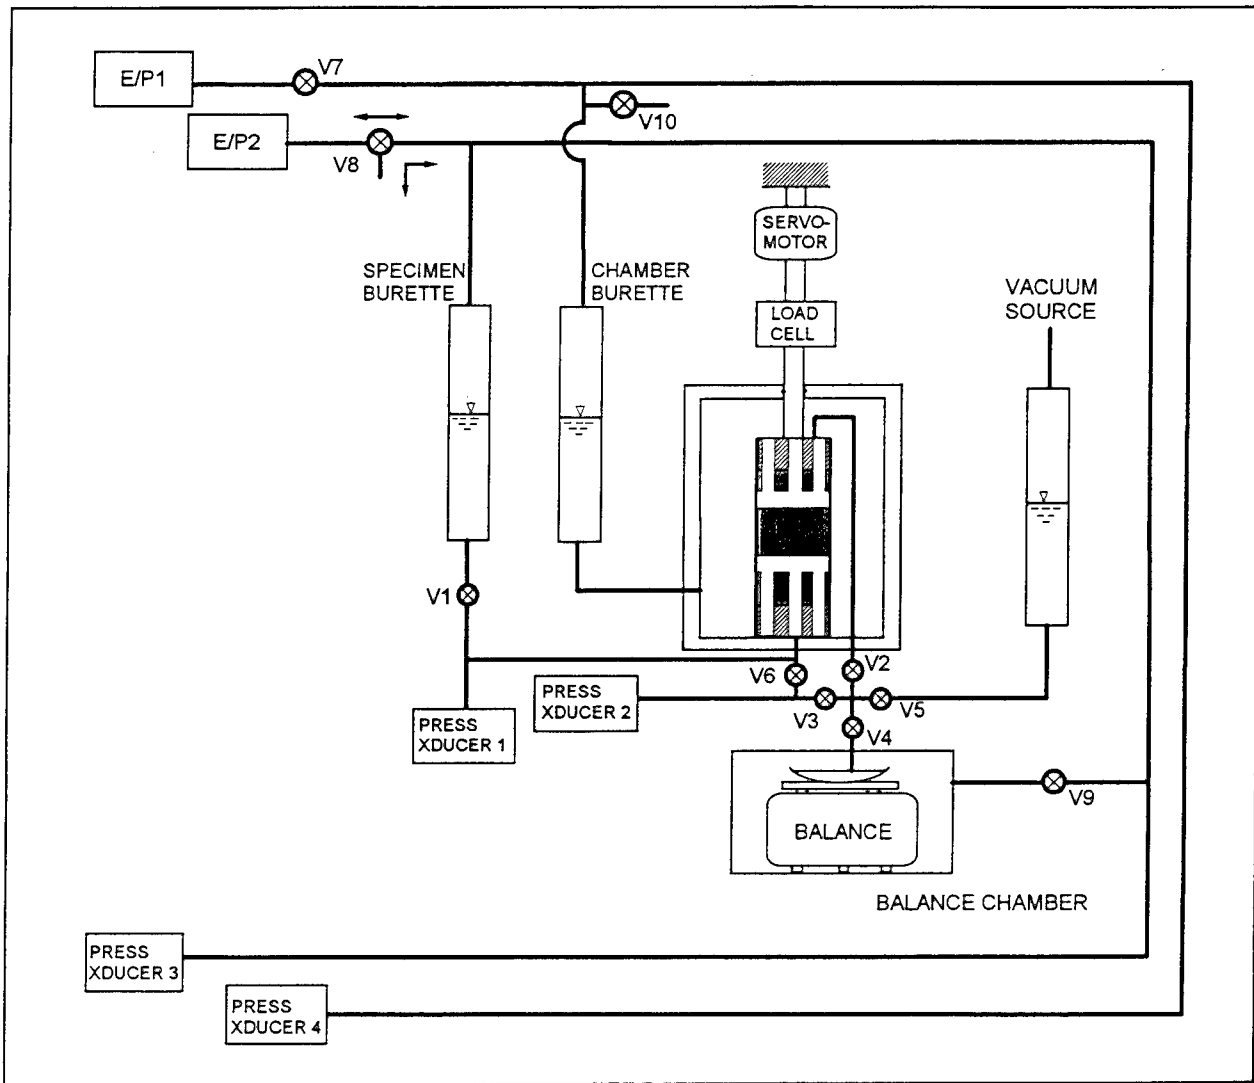 E/P1
V7
V10
E/P2
V8
SERVO-
MOTOR
SPECIMEN
BURETTE
CHAMBER
BURETTE
VACUUM
SOURCE
LOAD
CELL
V1
V6
V2
PRESS
XDUCER 2
V3
V5
PRESS
XDUCER 1
V4
V9
BALANCE
BALANCE CHAMBER
PRESS
XDUCER 3
PRESS
XDUCER 4